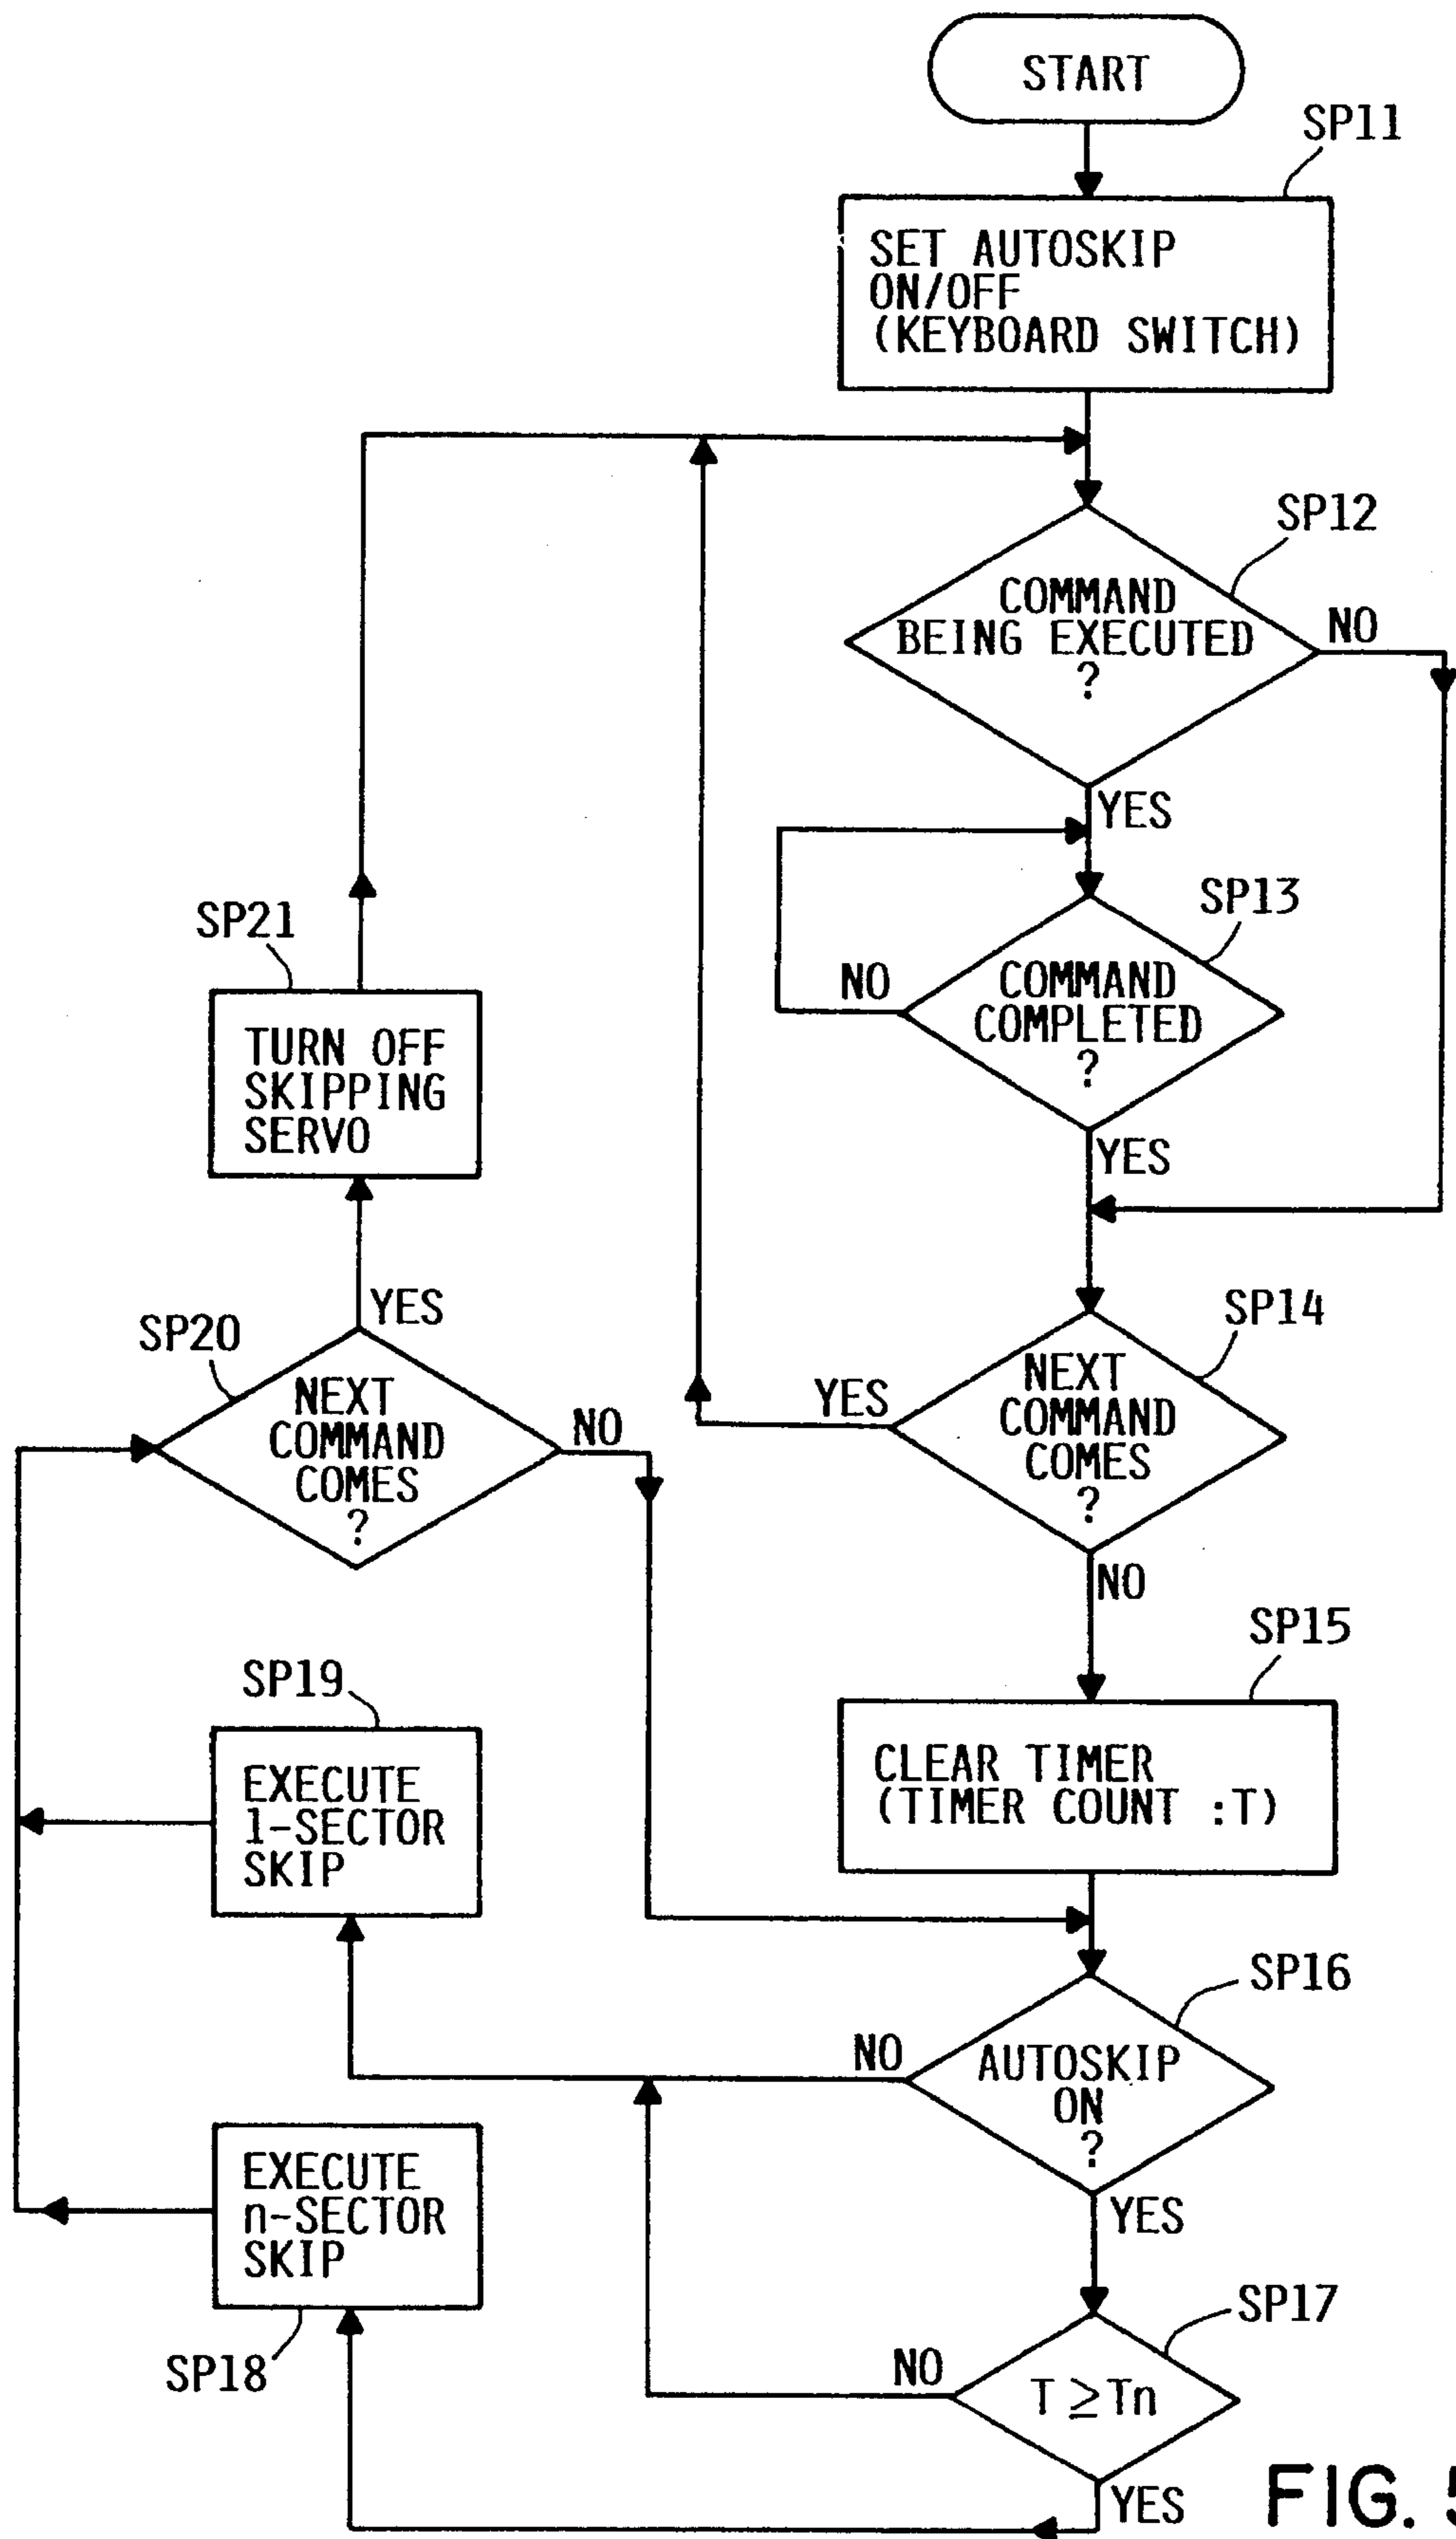 START
SP11
SET AUTOSKIP
ON/OFF
(KEYBOARD SWITCH)
SP12
COMMAND
BEING EXECUTED
?
NO
YES
SP13
COMMAND
COMPLETED
?
NO
YES
SP21
TURN OFF
SKIPPING
SERVO
YES
SP20
NEXT
COMMAND
COMES
?
NO
SP14
NEXT
COMMAND
COMES
?
YES
NO
SP15
CLEAR TIMER
(TIMER COUNT :T)
SP19
EXECUTE
1-SECTOR
SKIP
SP16
AUTOSKIP
ON
?
NO
YES
EXECUTE
n-SECTOR
SKIP
SP18
SP17
T ≥ Tn
NO
YES
FIG. 5